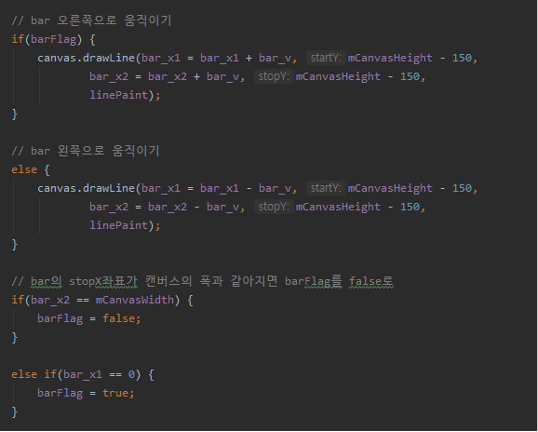 // bar 오른쪽으로 움직이기
if(barFlag) {
canvas.drawLine(bar_x1 = bar_x1 + bar_v, startY: mCanvasHeight - 150,
bar_x2 = bar_x2 + bar_v, stopY: mCanvasHeight - 150,
linePaint);
}
// bar 왼쪽으로 움직이기
else {
canvas.drawLine(bar_x1 = bar_x1 - bar_v, startY: mCanvasHeight - 150,
bar_x2 = bar_x2 - bar_v, stopY: mCanvasHeight - 150,
linePaint);
}
// bar의 stopX좌표가 캔버스의 폭과 같아지면 barFlag를 false로
if(bar_x2 == mCanvasWidth) {
barFlag = false;
}
else if(bar_x1 == 0) {
barFlag = true;
}